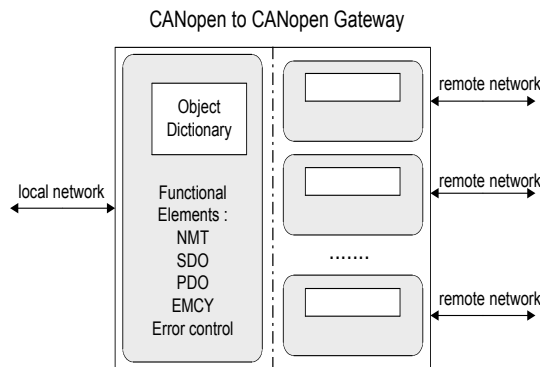 CANopen to CANopen Gateway
Object
Dictionary
local network
Functional
Elements :
NMT
SDO
PDO
EMCY
Error control
remote network
remote network
.......
remote network